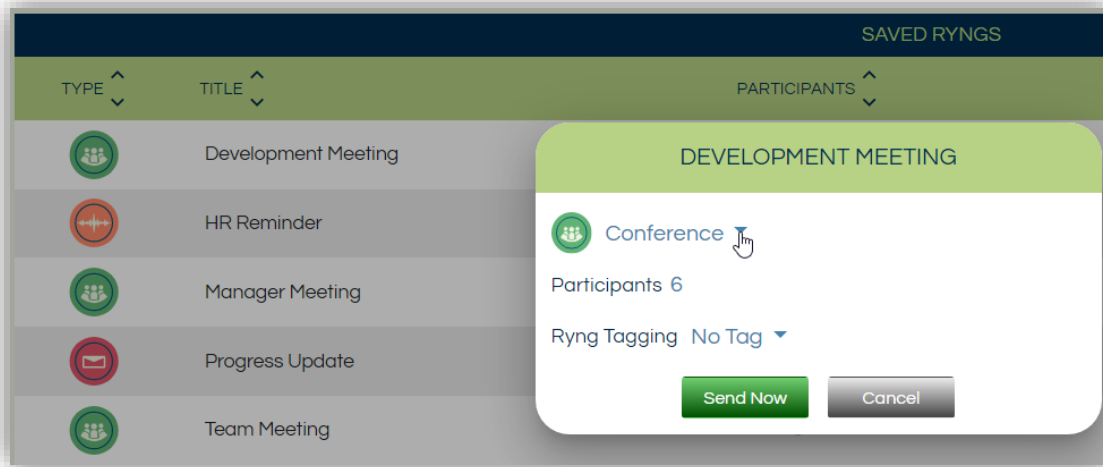 SAVED RYNGS
TYPE TITLE PARTICIPANTS
Development Meeting
HR Reminder
Manager Meeting
Progress Update
Team Meeting
DEVELOPMENT MEETING
Conference
Participants 6
Ryng Tagging No Tag
Send Now Cancel